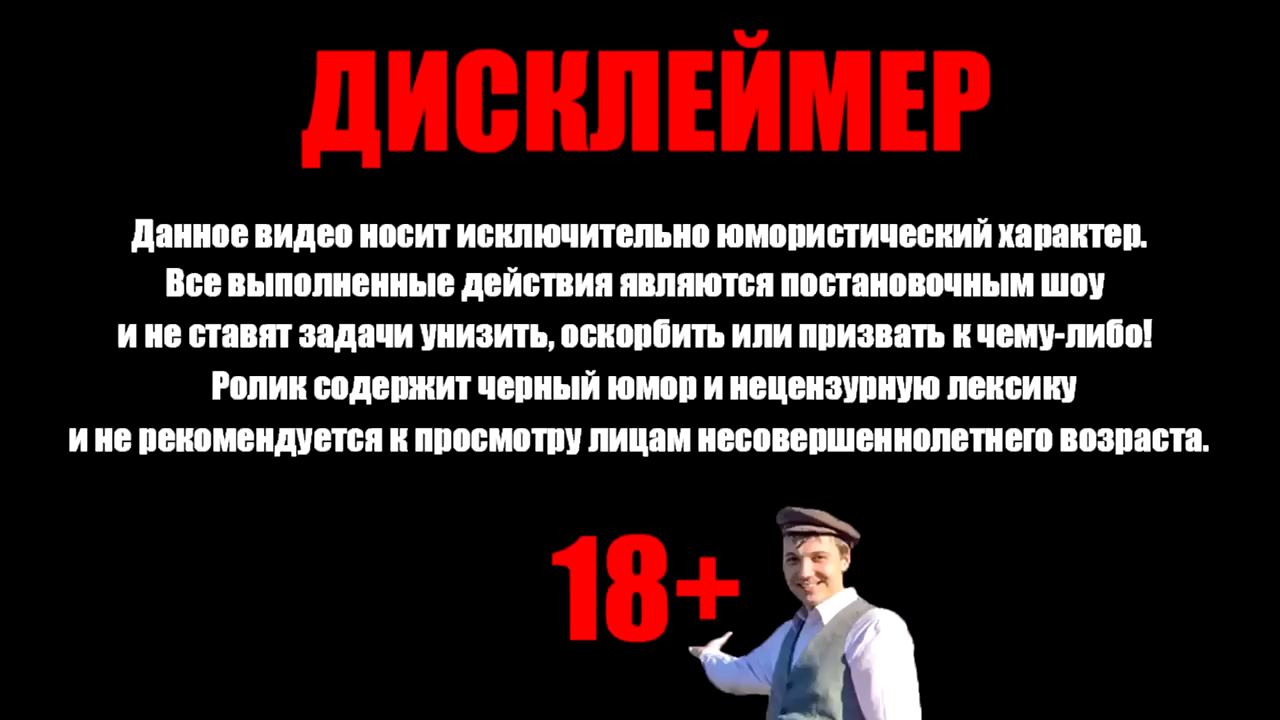 ДИСКЛЕЙМЕР
Данное видео носит исключительно юмористический характер.
Все выполненные действия являются постановочным шоу
и не ставят задачи унизить, оскорбить или призвать к чему-либо!
Ролик содержит черный юмор и нецензурную лексику
и не рекомендуется к просмотру лицам несовершеннолетнего возраста.
18+